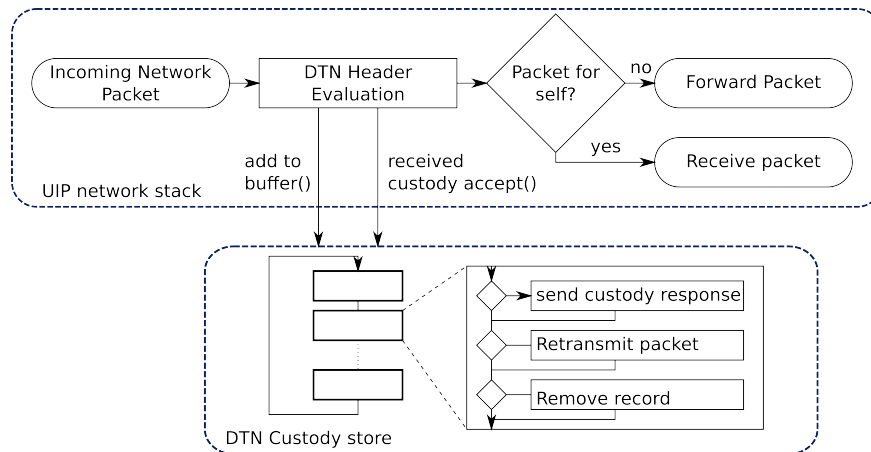 Incoming Network
Packet
DTN Header
Evaluation
Packet for
self?
no
Forward Packet
yes
Receive packet
add to
buffer()
received
custody accept()
UIP network stack
send custody response
Retransmit packet
Remove record
DTN Custody store